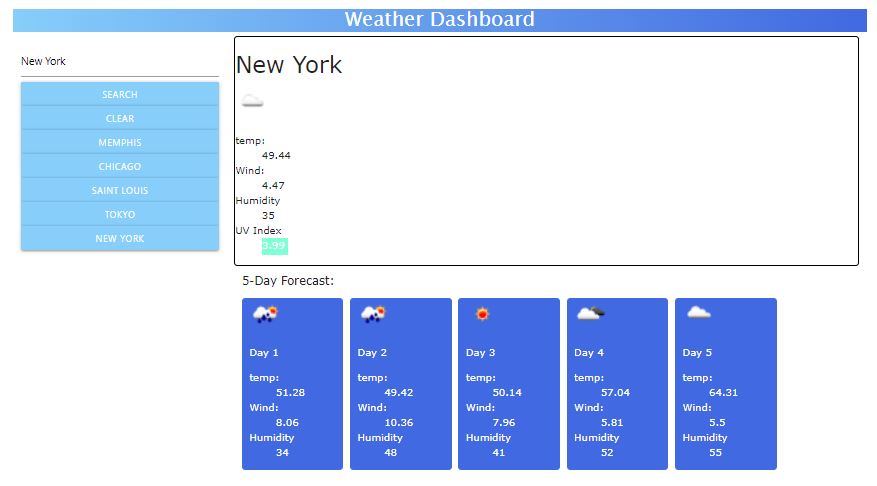 Weather Dashboard
New York
SEARCH
CLEAR
MEMPHIS
CHICAGO
SAINT LOUIS
TOKYO
NEW YORK
New York
temp:
49.44
Wind:
4.47
Humidity
35
UV Index
3.99
5-Day Forecast:
Day 1
temp:
51.28
Wind:
8.06
Humidity
34
Day 2
temp:
49.42
Wind:
10.36
Humidity
48
Day 3
temp:
50.14
Wind:
7.96
Humidity
41
Day 4
temp:
57.04
Wind:
5.81
Humidity
52
Day 5
temp:
64.31
Wind:
5.5
Humidity
55